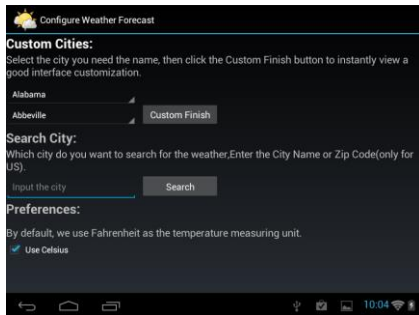 Configure Weather Forecast
Custom Cities:
Select the city you need the name, then click the Custom Finish button to instantly view a
good interface customization.
Alabama
Abbeville
Custom Finish
Search City:
Which city do you want to search for the weather,Enter the City Name or Zip Code(only for
US).
Input the city
Search
Preferences:
By default, we use Fahrenheit as the temperature measuring unit.
Use Celsius
10:04